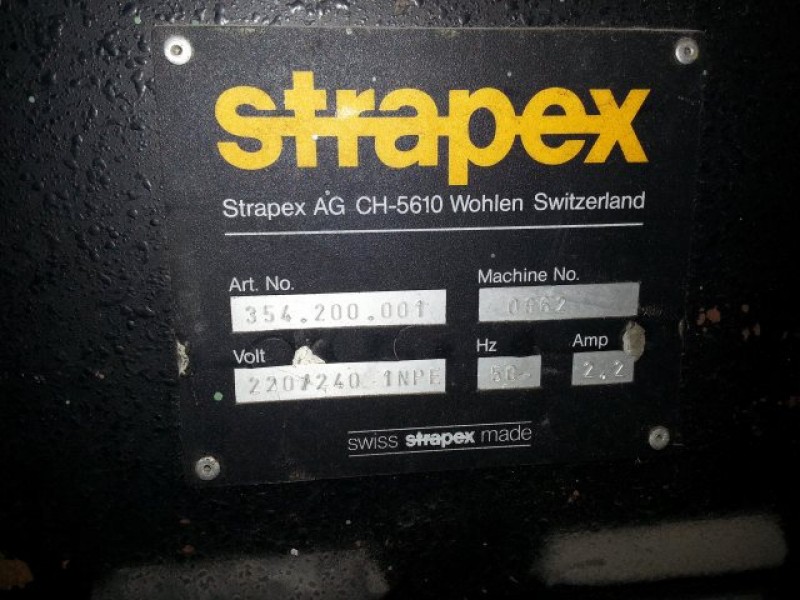 strapex
Strapex AG CH-5610 Wohlen Switzerland
Art. No.
Machine No.
354.200.001
Volt
Hz
Amp
220/240 1NPE
2,2
swiss strapex made